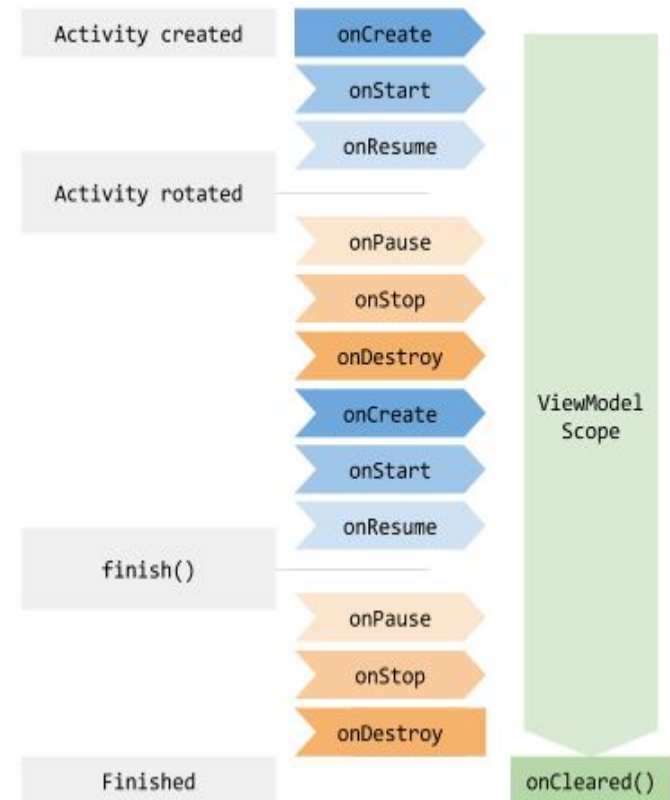 Activity created
onCreate
onStart
onResume
Activity rotated
onPause
onStop
onDestroy
onCreate
onStart
onResume
ViewModel
Scope
finish()
onPause
onStop
onDestroy
Finished
onCleared()